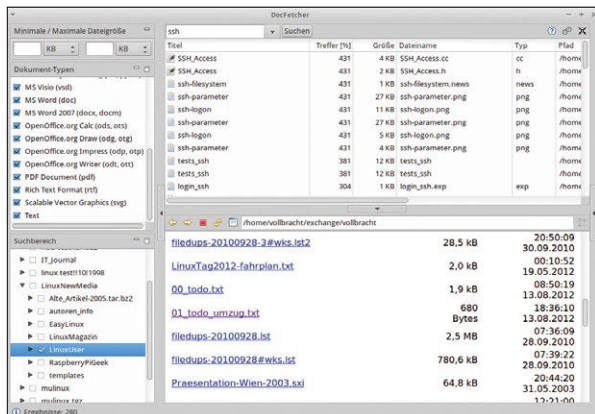 DocFetcher
Minimale / Maximale Dateigröße
KB KB
Dokument-Typen
MS Visio (vsd)
MS Word (doc)
MS Word 2007 (docx, docm)
OpenOffice.org Calc (ods, ots)
OpenOffice.org Draw (odg, otg)
OpenOffice.org Impress (odp, otp)
OpenOffice.org Writer (odt, ott)
PDF Document (pdf)
Rich Text Format (rtf)
Scalable Vector Graphics (svg)
Text
Suchbereich
IT_Journal
linux test!!10!1998
LinuxNewMedia
Alte_Artikel-2005.tar.bz2
autoren_info
EasyLinux
LinuxMagazin
LinuxUser
RaspberryPiGeek
templates
mulinux
mulinux.tgz
Ergebnisse: 280
ssh Suchen
Titel Treffer [%] Größe Dateiname Typ Pfad
SSH_Access 431 4 KB SSH_Access.cc cc /home
SSH_Access 431 2 KB SSH_Access.h h /home
ssh-filesystem 431 1 KB ssh-filesystem.news news /home
ssh-parameter 431 27 KB ssh-parameter.png png /home
ssh-logon 431 11 KB ssh-logon.png png /home
ssh-parameter 431 27 KB ssh-parameter.png png /home
ssh-logon 431 5 KB ssh-logon.png png /home
ssh-parameter 431 4 KB ssh-parameter.png png /home
tests_ssh 381 12 KB tests_ssh /home
tests_ssh 381 12 KB tests_ssh /home
login_ssh 304 1 KB login_ssh.exp exp /home
/home/vollbracht/exchange/vollbracht
filedups-20100928-3#wks.lst2 28,5 kB 20:50:09 30.09.2010
LinuxTag2012-fahrplan.txt 2,0 kB 00:10:52 19.05.2012
00_todo.txt 1,9 kB 08:50:19 13.08.2012
01_todo_umzug.txt 680 Bytes 18:36:10 13.08.2012
filedups-20100928.lst 2,5 MB 07:36:09 28.09.2010
filedups-20100928#wks.lst 780,6 kB 07:39:22 28.09.2010
Praesentation-Wien-2003.sxi 64,8 kB 20:44:20 31.05.2003
12:21:00